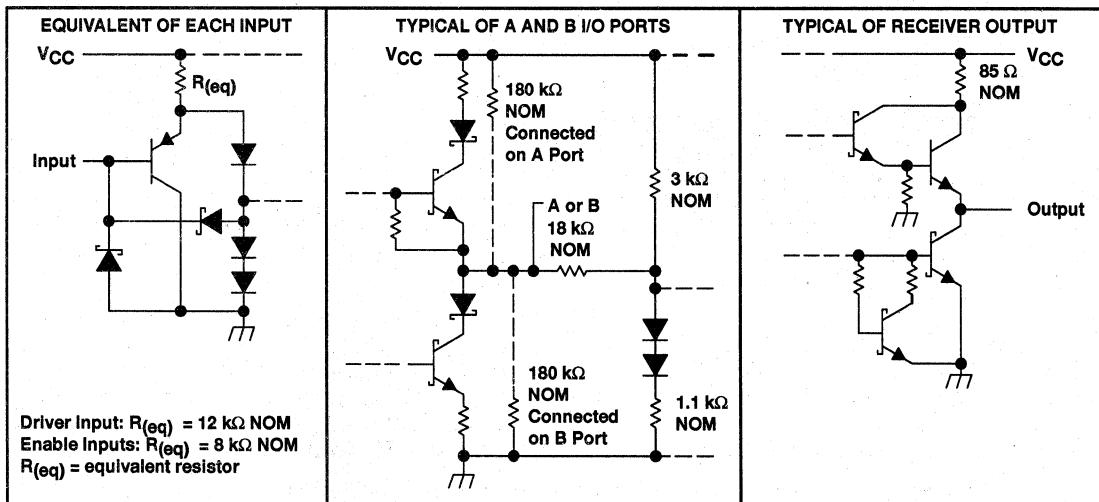 EQUIVALENT OF EACH INPUT
VCC
R(eq)
Input
Driver Input: R(eq) = 12 kΩ NOM
Enable Inputs: R(eq) = 8 kΩ NOM
R(eq) = equivalent resistor
TYPICAL OF A AND B I/O PORTS
VCC
180 kΩ
NOM
Connected
on A Port
3 kΩ
NOM
A or B
18 kΩ
NOM
180 kΩ
NOM
Connected
on B Port
1.1 kΩ
NOM
TYPICAL OF RECEIVER OUTPUT
VCC
85 Ω
NOM
Output